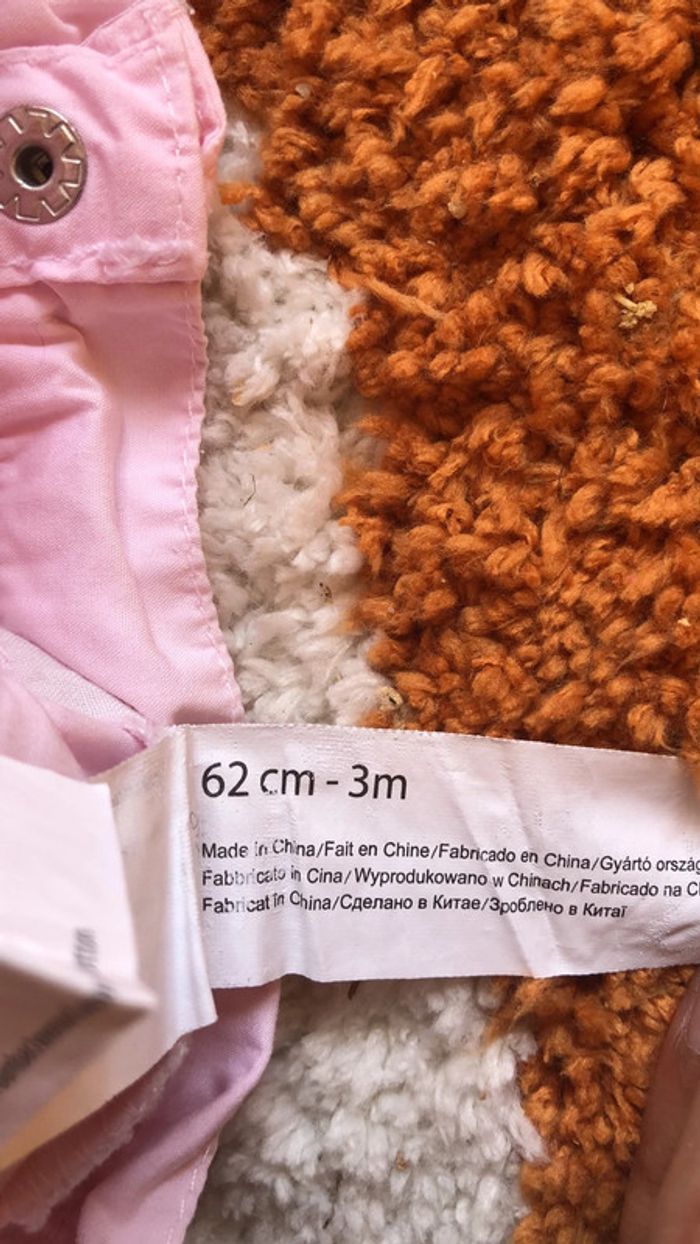 62 cm - 3m
Made in China/Fait en Chine/Fabricado en China/Gyártó ország
Fabbricato in Cina/Wyprodukowano w Chinach/Fabricado na
Fabricat în China/Сделано в Китае/Зроблено в Китаї